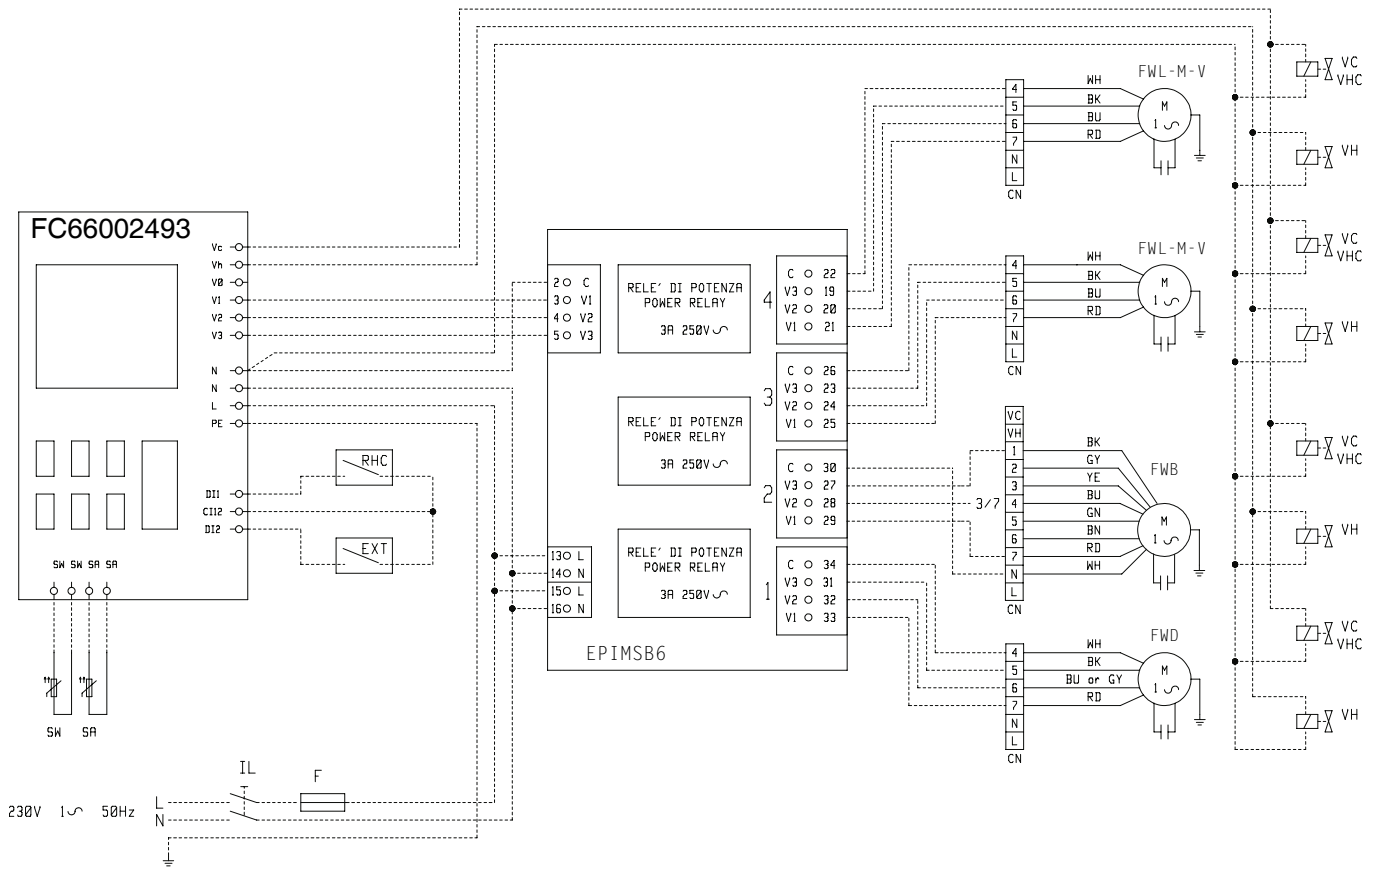 FC66002493
Vc
Vh
V0
V1
V2
V3
N
N
L
PE
DI1
CI12
DI2
SW SW SA SA
SW SA
RHC
EXT
IL
F
230V 1 50Hz
L
N
2 C
3 V1
4 V2
5 V3
13 L
14 N
15 L
16 N
RELE' DI POTENZA
POWER RELAY
3A 250V
RELE' DI POTENZA
POWER RELAY
3A 250V
RELE' DI POTENZA
POWER RELAY
3A 250V
EPIMSB6
4
C 22
V3 19
V2 20
V1 21
3
C 26
V3 23
V2 24
V1 25
2
C 30
V3 27
V2 28
V1 29
1
C 34
V3 31
V2 32
V1 33
FWL-M-V
4 WH
5 BK
6 BU
7 RD
N
L
CN
M
1
FWL-M-V
4 WH
5 BK
6 BU
7 RD
N
L
CN
M
1
3/7
FWB
VC
VH
1 BK
2 GY
3 YE
4 BU
5 GN
6 BN
7 RD
N WH
L
CN
M
1
FWD
4 WH
5 BK
6 BU or GY
7 RD
N
L
CN
M
1
VC
VHC
VH
VC
VHC
VH
VC
VHC
VH
VC
VHC
VH